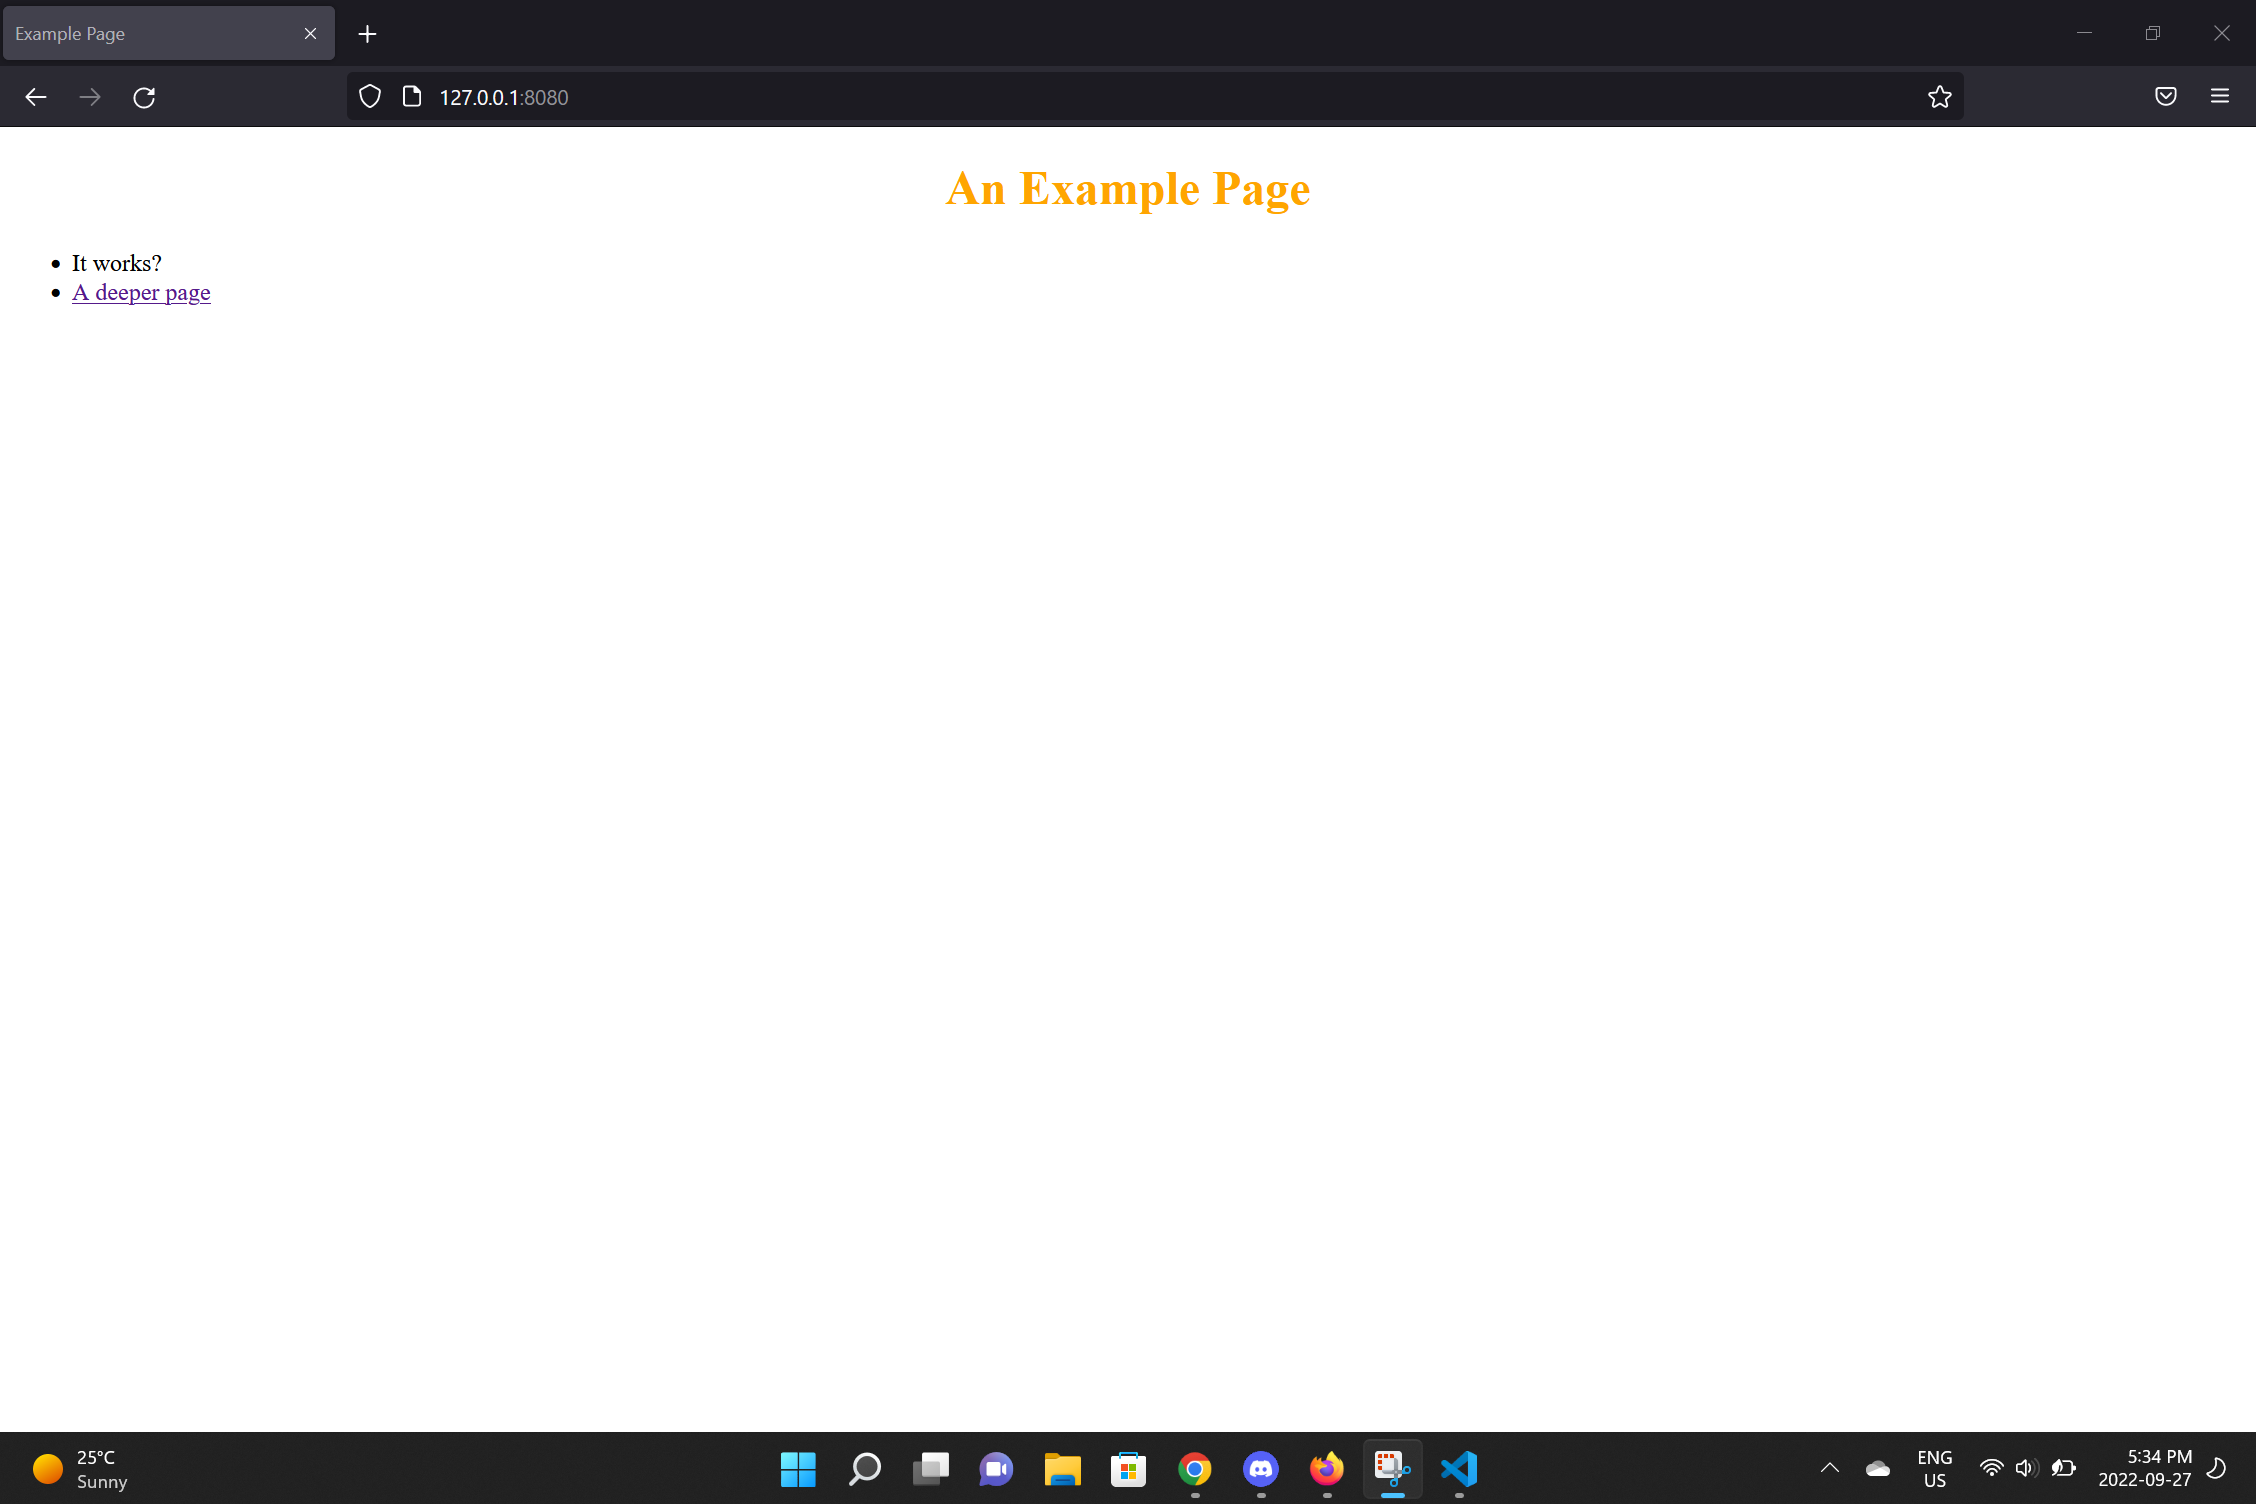 Example Page
127.0.0.1:8080
An Example Page
It works?
A deeper page
25°C
Sunny
ENG
US
5:34 PM
2022-09-27